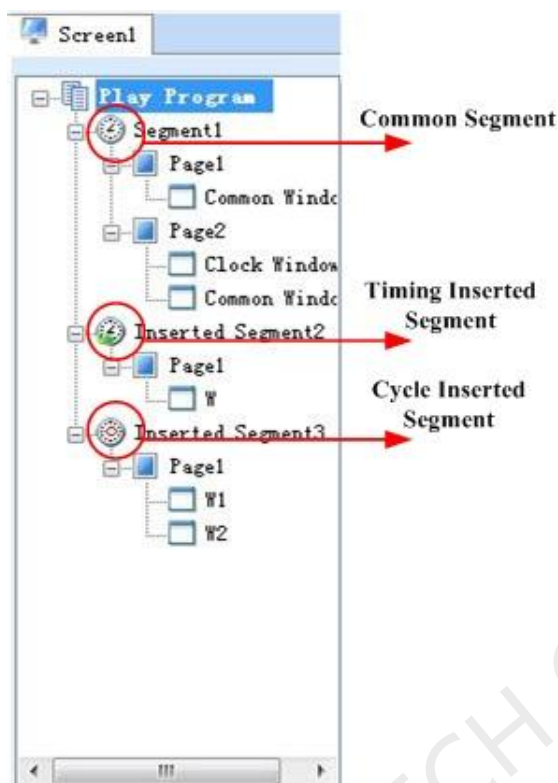 Screen1
Play Program
Segment1
Common Segment
Page1
Common Windo
Page2
Clock Window
Common Windo
Timing Inserted
Segment
Inserted Segment2
Page1
W
Cycle Inserted
Segment
Inserted Segment3
Page1
W1
W2
TECH